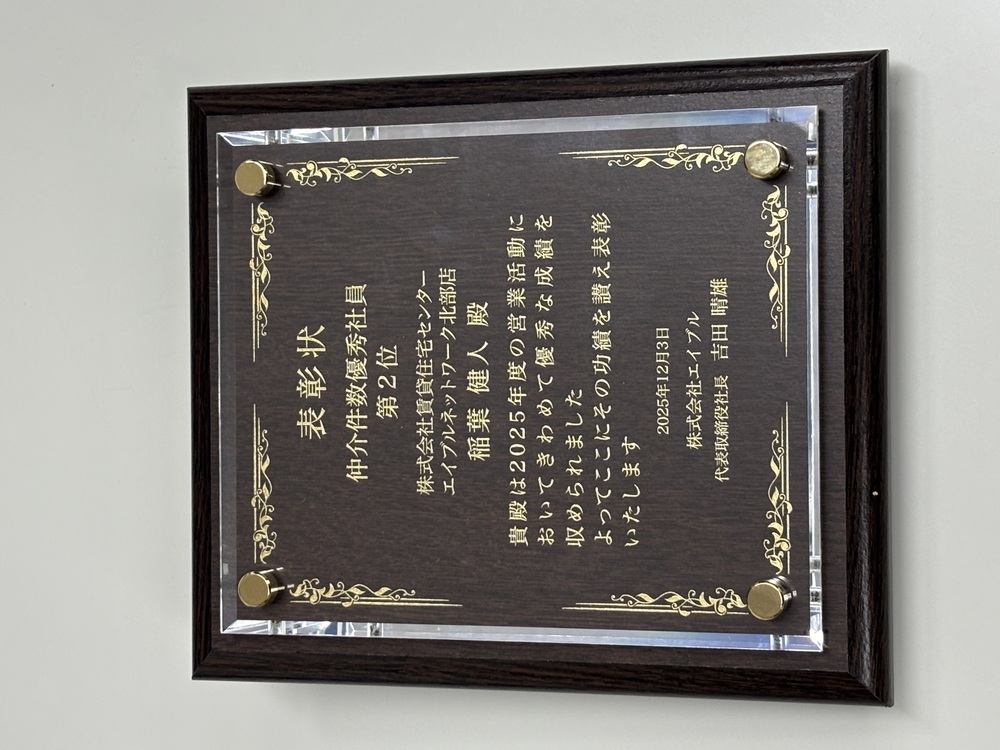 表彰状
仲介件数優秀社員
第2位
株式会社賃貸住宅センター
エイブルネットワーク北部店
稲葉 健人 殿
貴殿は2025年度の営業活動に
おいてきわめて優秀な成績を
収められました
よってここにその功績を讃え表彰
いたします
2025年12月3日
株式会社エイブル
代表取締役社長 吉田 晴雄